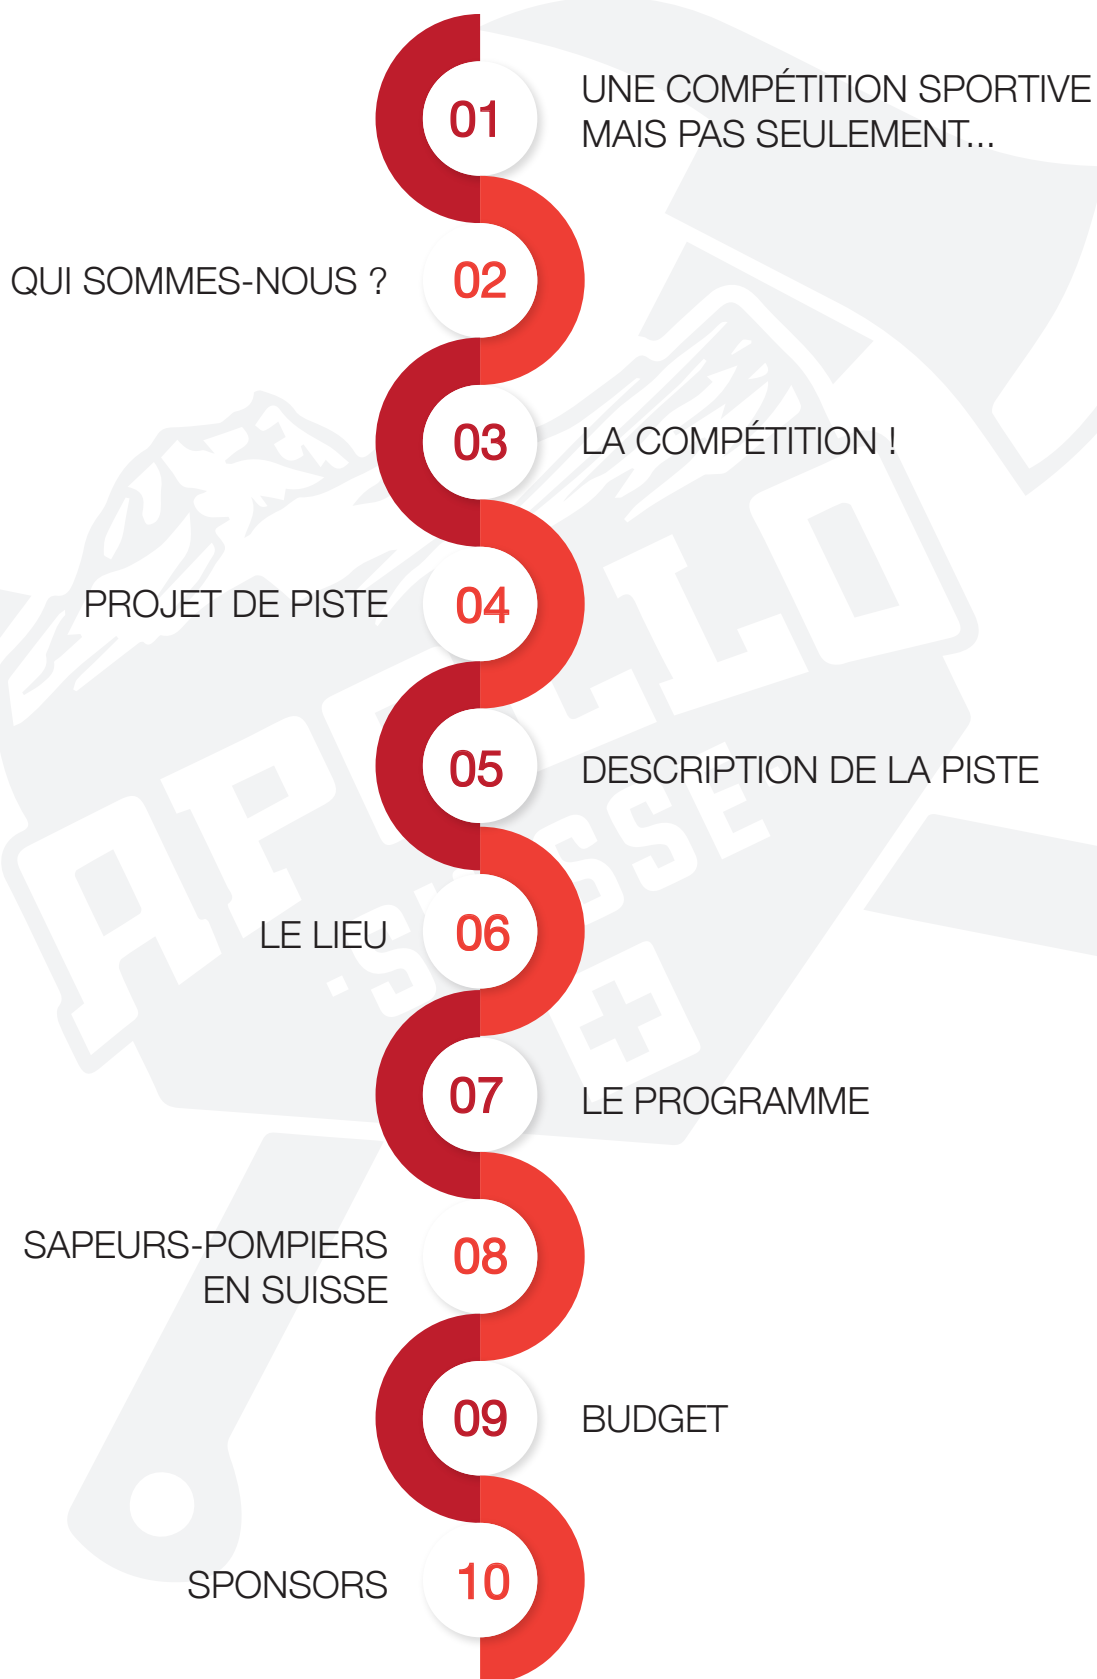 01
UNE COMPÉTITION SPORTIVE
MAIS PAS SEULEMENT...
QUI SOMMES-NOUS ?
02
03
LA COMPÉTITION !
PROJET DE PISTE
04
05
DESCRIPTION DE LA PISTE
LE LIEU
06
07
LE PROGRAMME
SAPEURS-POMPIERS
EN SUISSE
08
09
BUDGET
SPONSORS
10
APOLLO
·SUISSE·